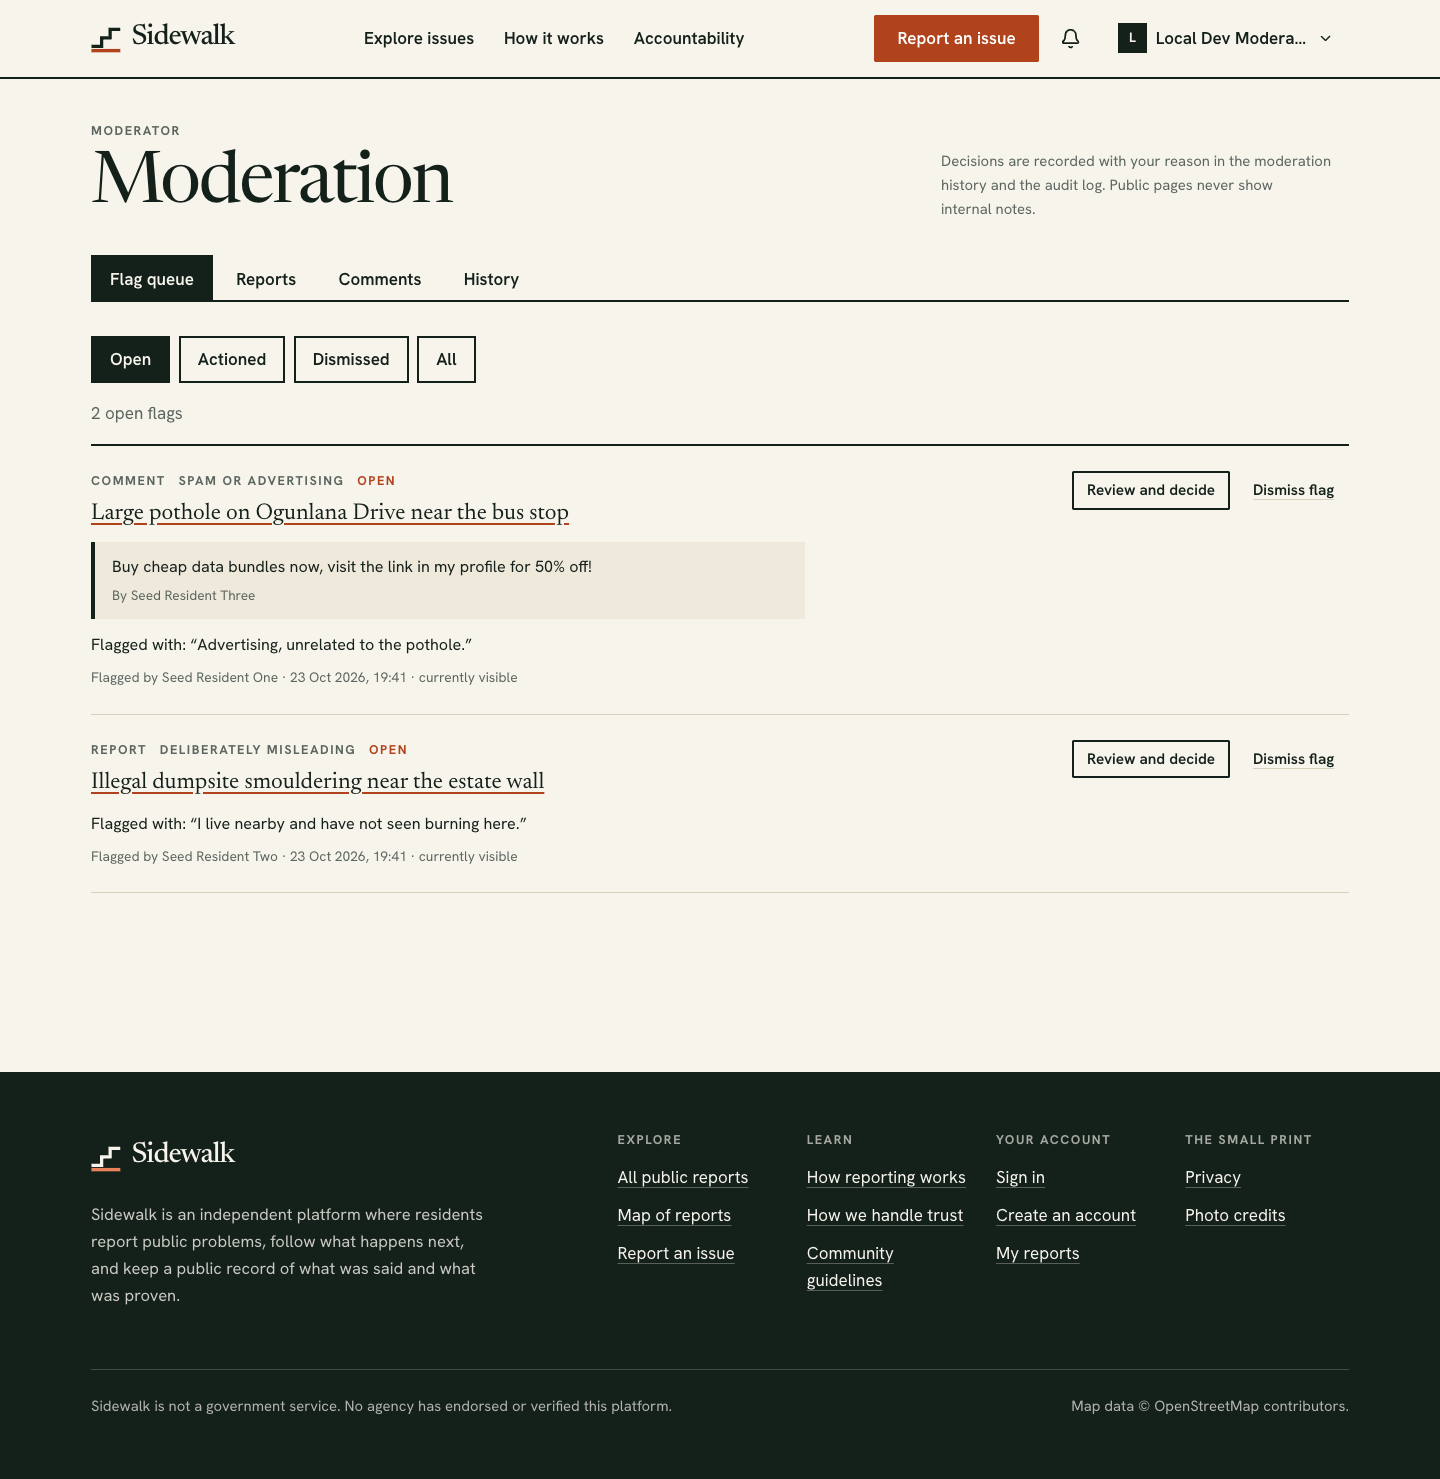 Sidewalk
Explore issues
How it works
Accountability
Report an issue
L
Local Dev Modera...
MODERATOR
Moderation
Decisions are recorded with your reason in the moderation
history and the audit log. Public pages never show
internal notes.
Flag queue
Reports
Comments
History
Open
Actioned
Dismissed
All
2 open flags
COMMENT SPAM OR ADVERTISING OPEN
Large pothole on Ogunlana Drive near the bus stop
Review and decide
Dismiss flag
Buy cheap data bundles now, visit the link in my profile for 50% off!
By Seed Resident Three
Flagged with: “Advertising, unrelated to the pothole.”
Flagged by Seed Resident One · 23 Oct 2026, 19:41 · currently visible
REPORT DELIBERATELY MISLEADING OPEN
Illegal dumpsite smouldering near the estate wall
Review and decide
Dismiss flag
Flagged with: “I live nearby and have not seen burning here.”
Flagged by Seed Resident Two · 23 Oct 2026, 19:41 · currently visible
Sidewalk
Sidewalk is an independent platform where residents
report public problems, follow what happens next,
and keep a public record of what was said and what
was proven.
EXPLORE
All public reports
Map of reports
Report an issue
LEARN
How reporting works
How we handle trust
Community
guidelines
YOUR ACCOUNT
Sign in
Create an account
My reports
THE SMALL PRINT
Privacy
Photo credits
Sidewalk is not a government service. No agency has endorsed or verified this platform.
Map data © OpenStreetMap contributors.